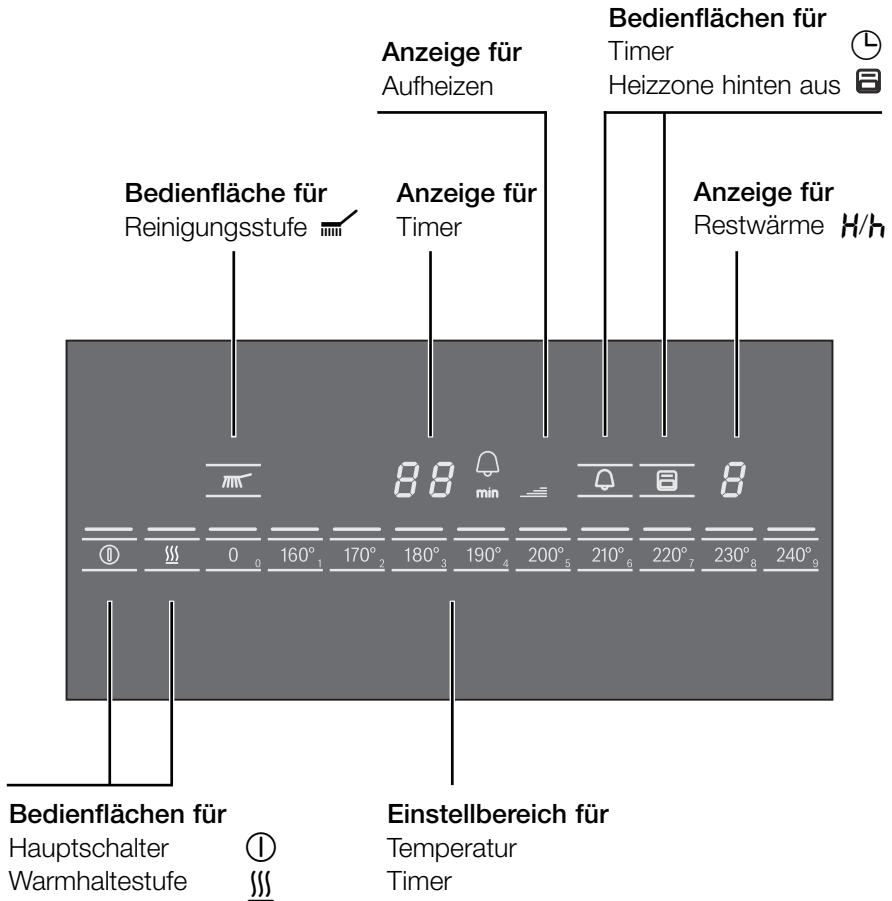 Bedienflächen für
Timer
Heizzone hinten aus
Anzeige für
Aufheizen
Bedienfläche für
Reinigungsstufe
Anzeige für
Timer
Anzeige für
Restwärme H/h
88 min 8
0 0 160° 1 170° 2 180° 3 190° 4 200° 5 210° 6 220° 7 230° 8 240° 9
Bedienflächen für
Hauptschalter
Warmhaltestufe
Einstellbereich für
Temperatur
Timer